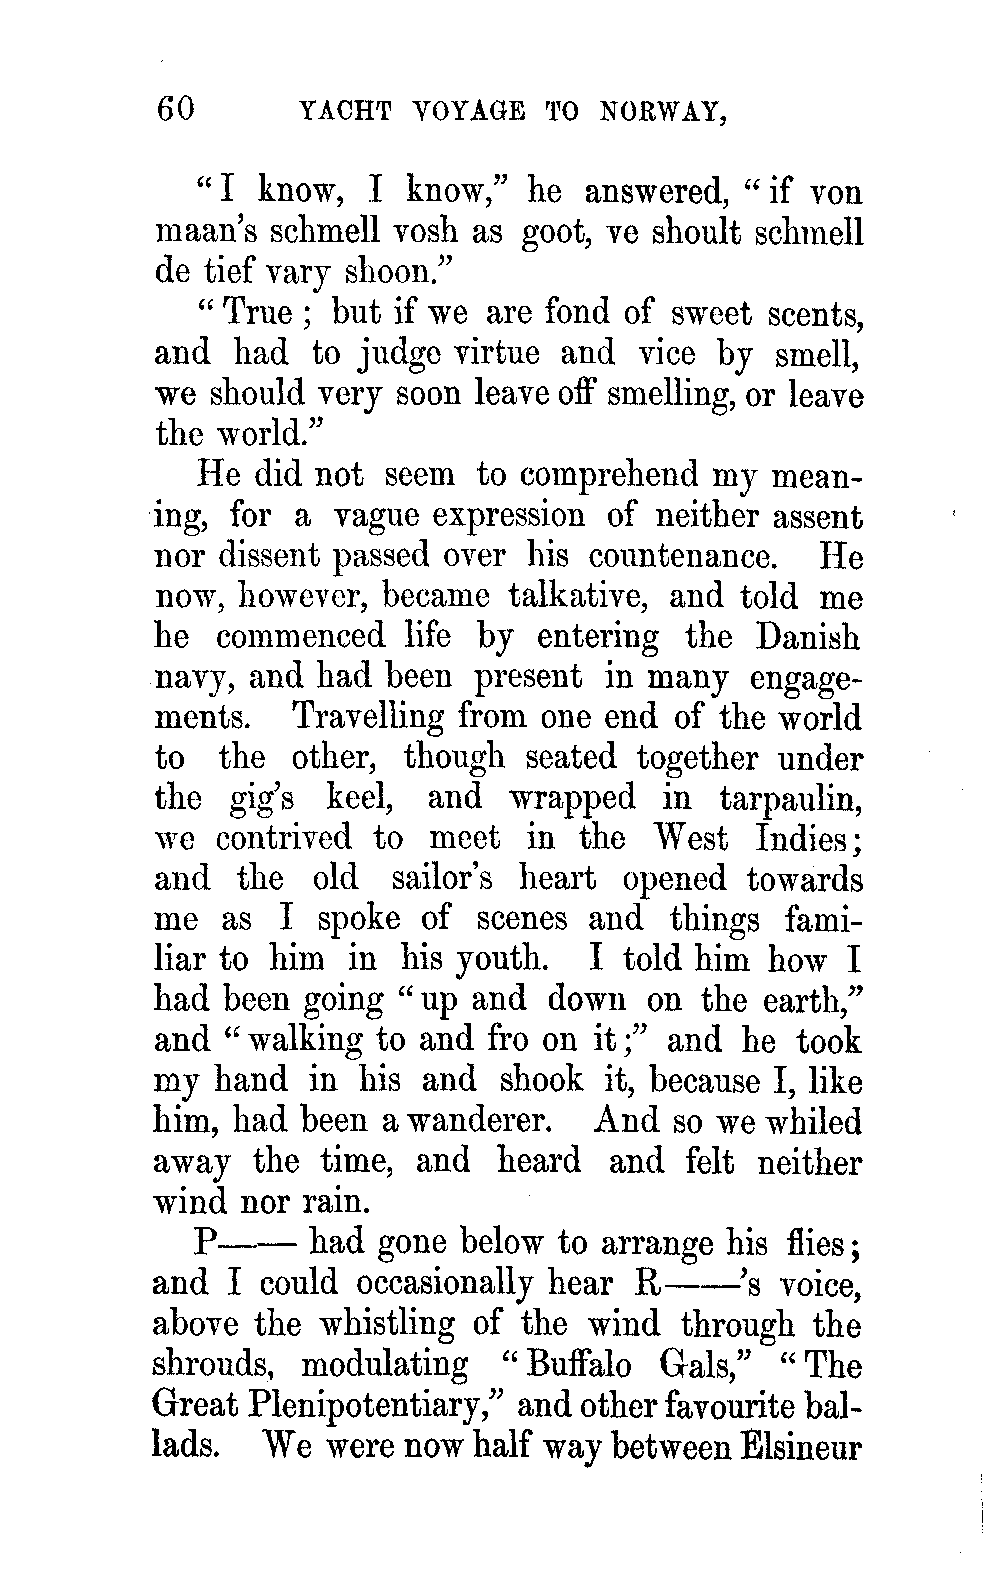 60 YACHT VOYAGE TO NORWAY,
“I know, I know,” he answered, “if von
maan’s schmell vosh as goot, ve shoult schmell
de tief vary shoon.”
“True; but if we are fond of sweet scents,
and had to judge virtue and vice by smell,
we should very soon leave off smelling, or leave
the world.”
He did not seem to comprehend my mean-
ing, for a vague expression of neither assent
nor dissent passed over his countenance. He
now, however, became talkative, and told me
he commenced life by entering the Danish
navy, and had been present in many engage-
ments. Travelling from one end of the world
to the other, though seated together under
the gig’s keel, and wrapped in tarpaulin,
we contrived to meet in the West Indies;
and the old sailor’s heart opened towards
me as I spoke of scenes and things fami-
liar to him in his youth. I told him how I
had been going “up and down on the earth,”
and “walking to and fro on it;” and he took
my hand in his and shook it, because I, like
him, had been a wanderer. And so we whiled
away the time, and heard and felt neither
wind nor rain.
P—— had gone below to arrange his flies;
and I could occasionally hear R——’s voice,
above the whistling of the wind through the
shrouds, modulating “Buffalo Gals,” “The
Great Plenipotentiary,” and other favourite bal-
lads. We were now half way between Elsineur